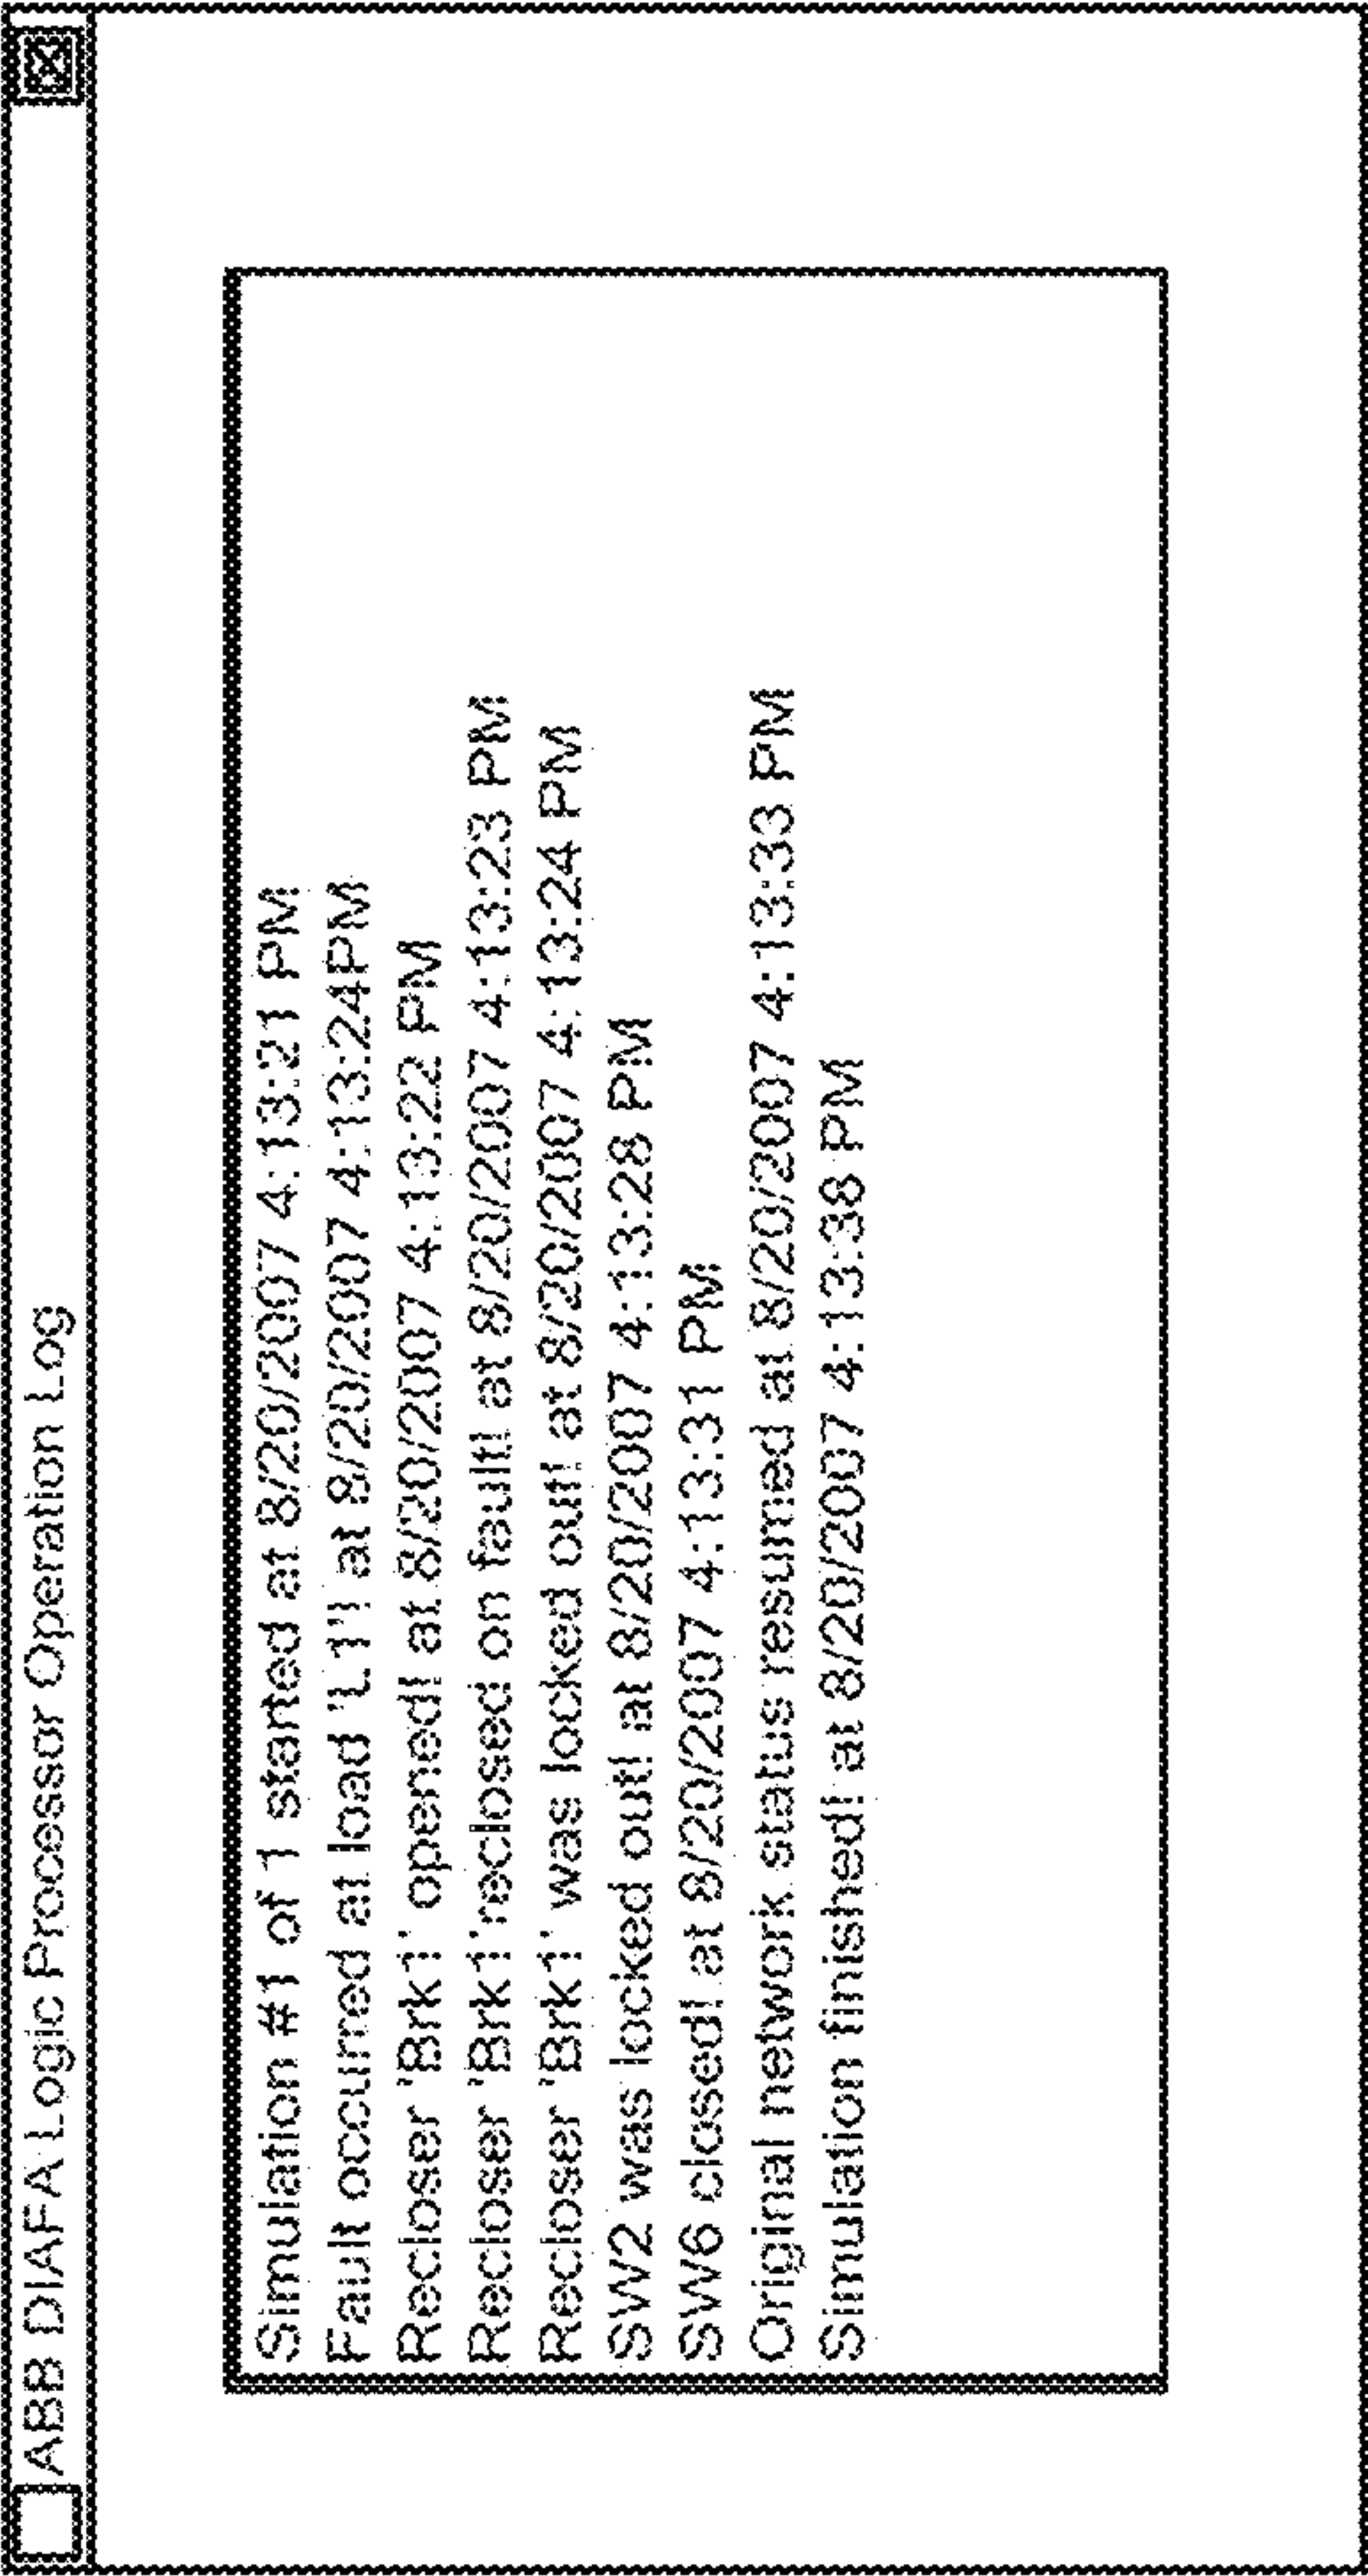 ABB DIAFA Logic Processor Operation Log
Simulation #1 of 1 started at 8/20/2007 4:13:21 PM
Fault occurred at load 'L1'! at 8/20/2007 4:13:24PM
Recloser 'Brk1' opened! at 8/20/2007 4:13:22 PM
Recloser 'Brk1'reclosed on fault! at 8/20/2007 4:13:23 PM
Recloser 'Brk1' was locked out! at 8/20/2007 4:13:24 PM
SW2 was locked out! at 8/20/2007 4:13:28 PM
SW6 closed! at 8/20/2007 4:13:31 PM
Original network status resumed at 8/20/2007 4:13:33 PM
Simulation finished! at 8/20/2007 4:13:38 PM